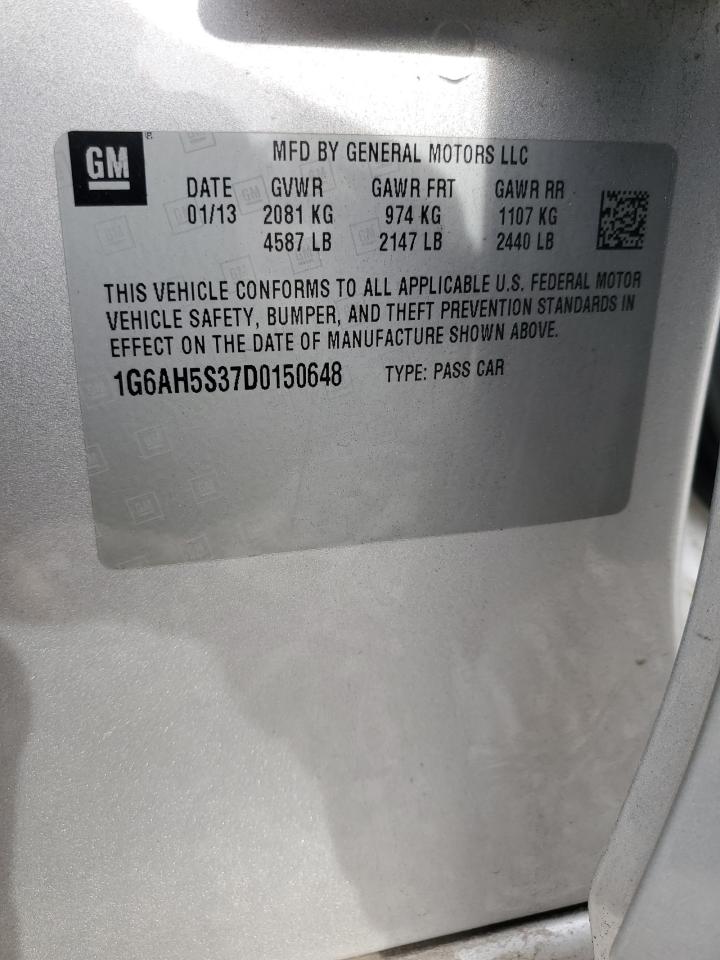 GM
MFD BY GENERAL MOTORS LLC
DATE GVWR GAWR FRT GAWR RR
01/13 2081 KG 974 KG 1107 KG
4587 LB 2147 LB 2440 LB
THIS VEHICLE CONFORMS TO ALL APPLICABLE U.S. FEDERAL MOTOR
VEHICLE SAFETY, BUMPER, AND THEFT PREVENTION STANDARDS IN
EFFECT ON THE DATE OF MANUFACTURE SHOWN ABOVE.
1G6AH5S37D0150648 TYPE: PASS CAR